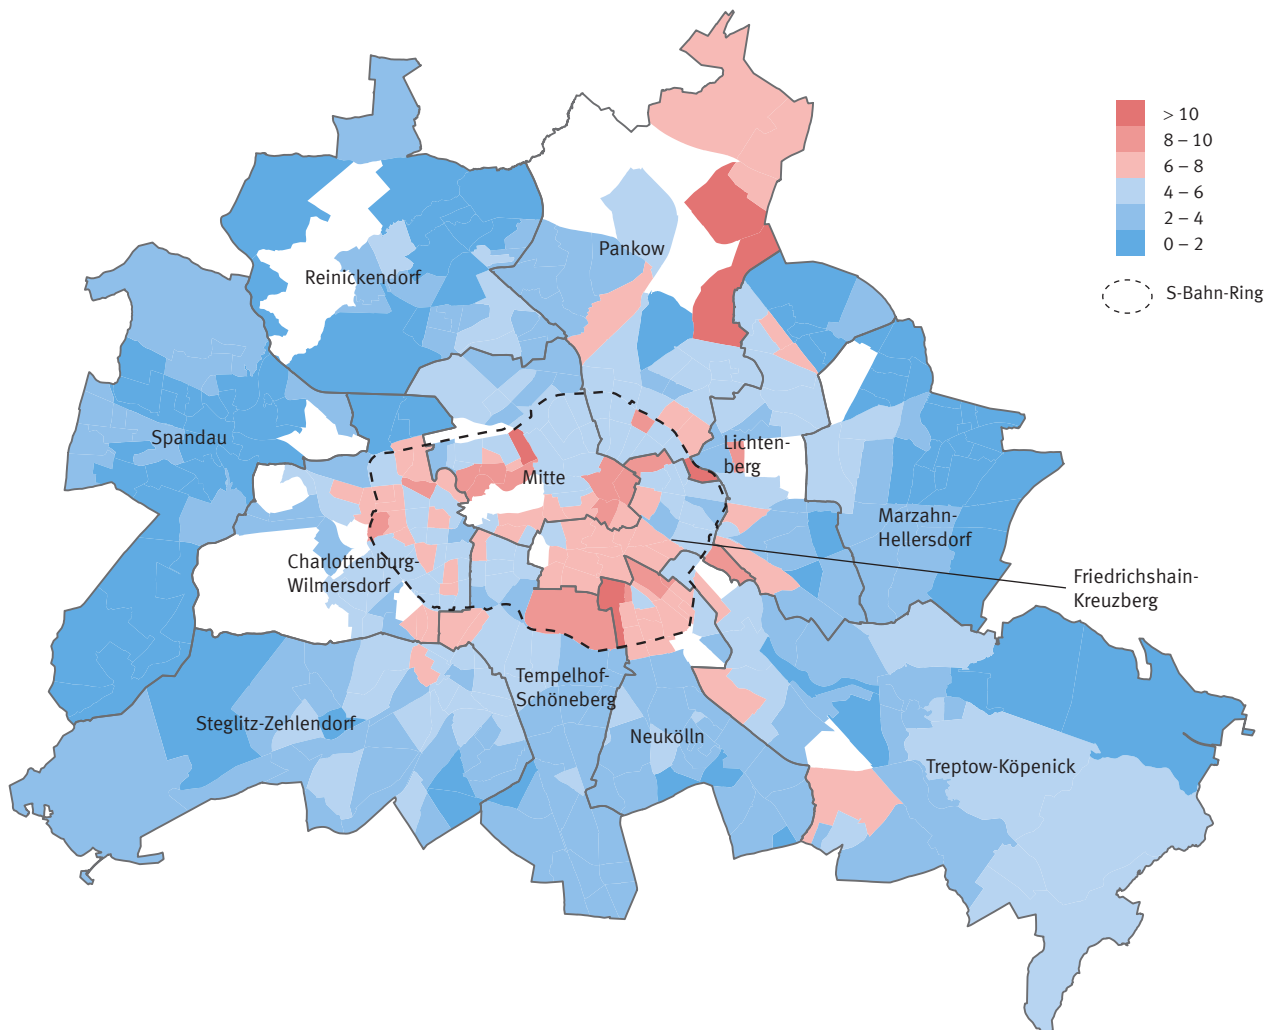 > 10
8 – 10
6 – 8
4 – 6
2 – 4
0 – 2
S-Bahn-Ring
Pankow
Reinickendorf
Spandau
Lichten-
berg
Mitte
Marzahn-
Hellersdorf
Charlottenburg-
Wilmersdorf
Friedrichshain-
Kreuzberg
Tempelhof-
Schöneberg
Steglitz-Zehlendorf
Neukölln
Treptow-Köpenick